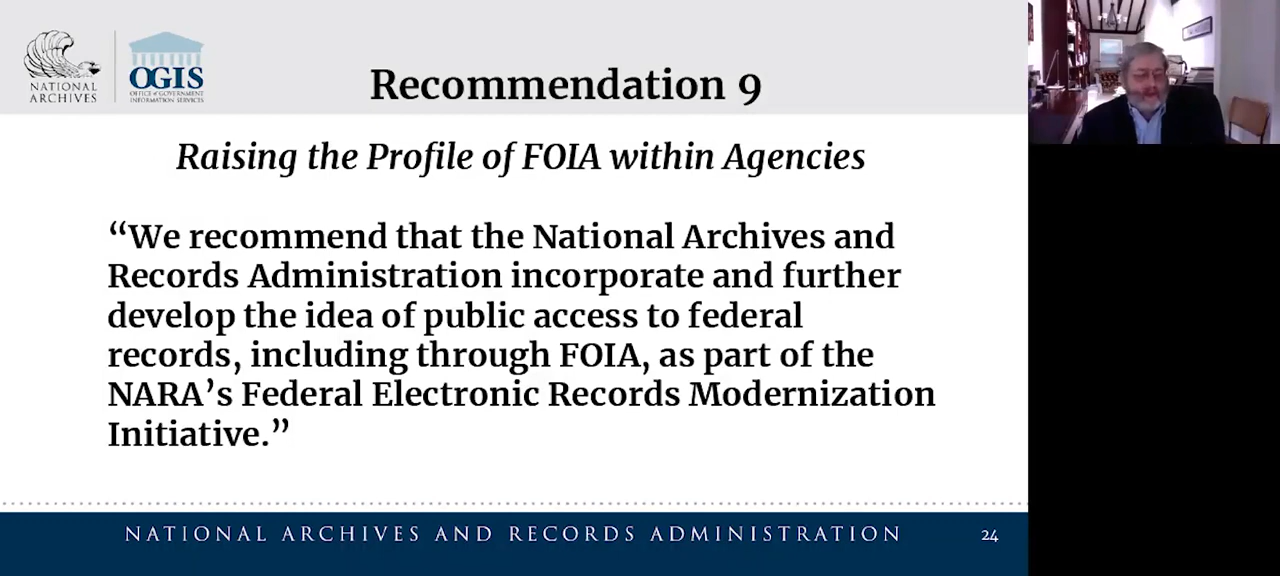 NATIONAL
ARCHIVES
OGIS
OFFICE of GOVERNMENT
INFORMATION SERVICES
Recommendation 9
Raising the Profile of FOIA within Agencies
“We recommend that the National Archives and
Records Administration incorporate and further
develop the idea of public access to federal
records, including through FOIA, as part of the
NARA’s Federal Electronic Records Modernization
Initiative.”
NATIONAL ARCHIVES AND RECORDS ADMINISTRATION
24